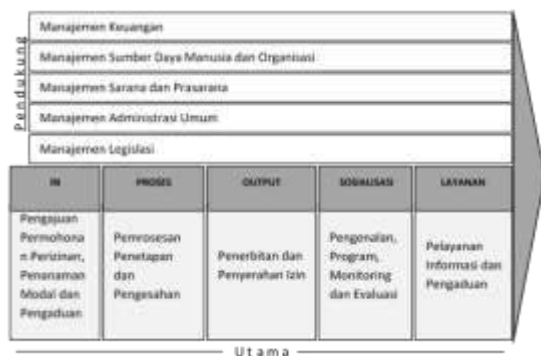 Pendukung
Manajemen Keuangan
Manajemen Sumber Daya Manusia dan Organisasi
Manajemen Sarana dan Prasarana
Manajemen Administrasi Umum
Manajemen Legislasi
IN
PROSES
OUTPUT
SOSIALISASI
LAYANAN
Pengajuan
Permohona
n Perizinan,
Penanaman
Modal dan
Pengaduan
Pemrosesan
Penetapan
dan
Pengesahan
Penerbitan dan
Penyerahan Izin
Pengenalan,
Program,
Monitoring
dan Evaluasi
Pelayanan
Informasi dan
Pengaduan
Utama